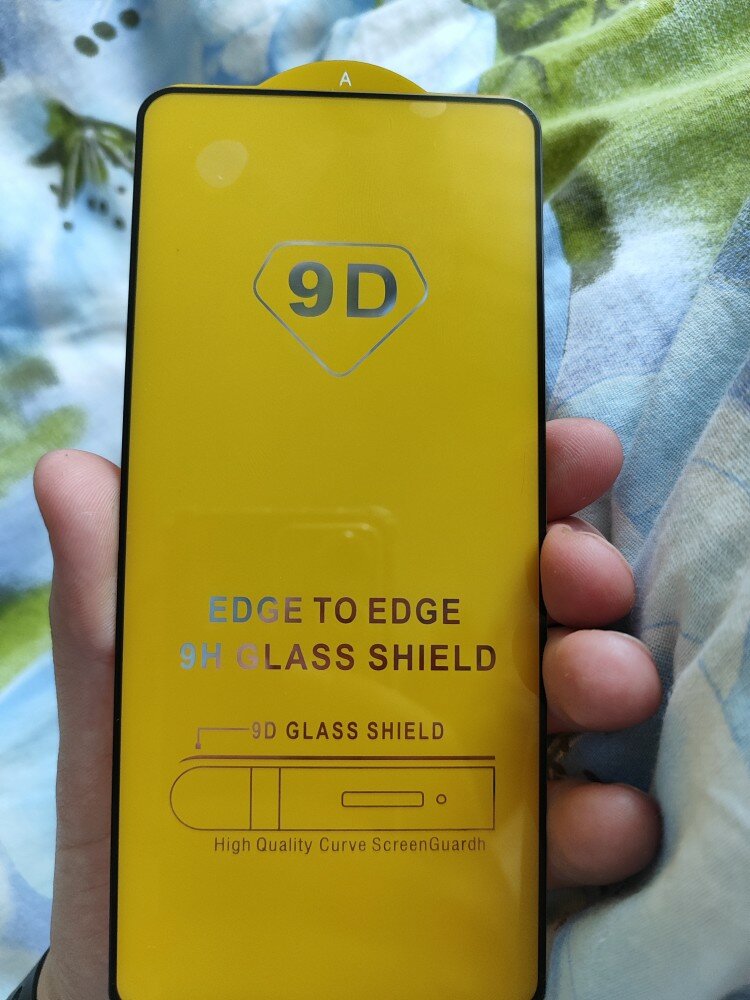 A
9D
EDGE TO EDGE
9H GLASS SHIELD
9D GLASS SHIELD
High Quality Curve ScreenGuardh